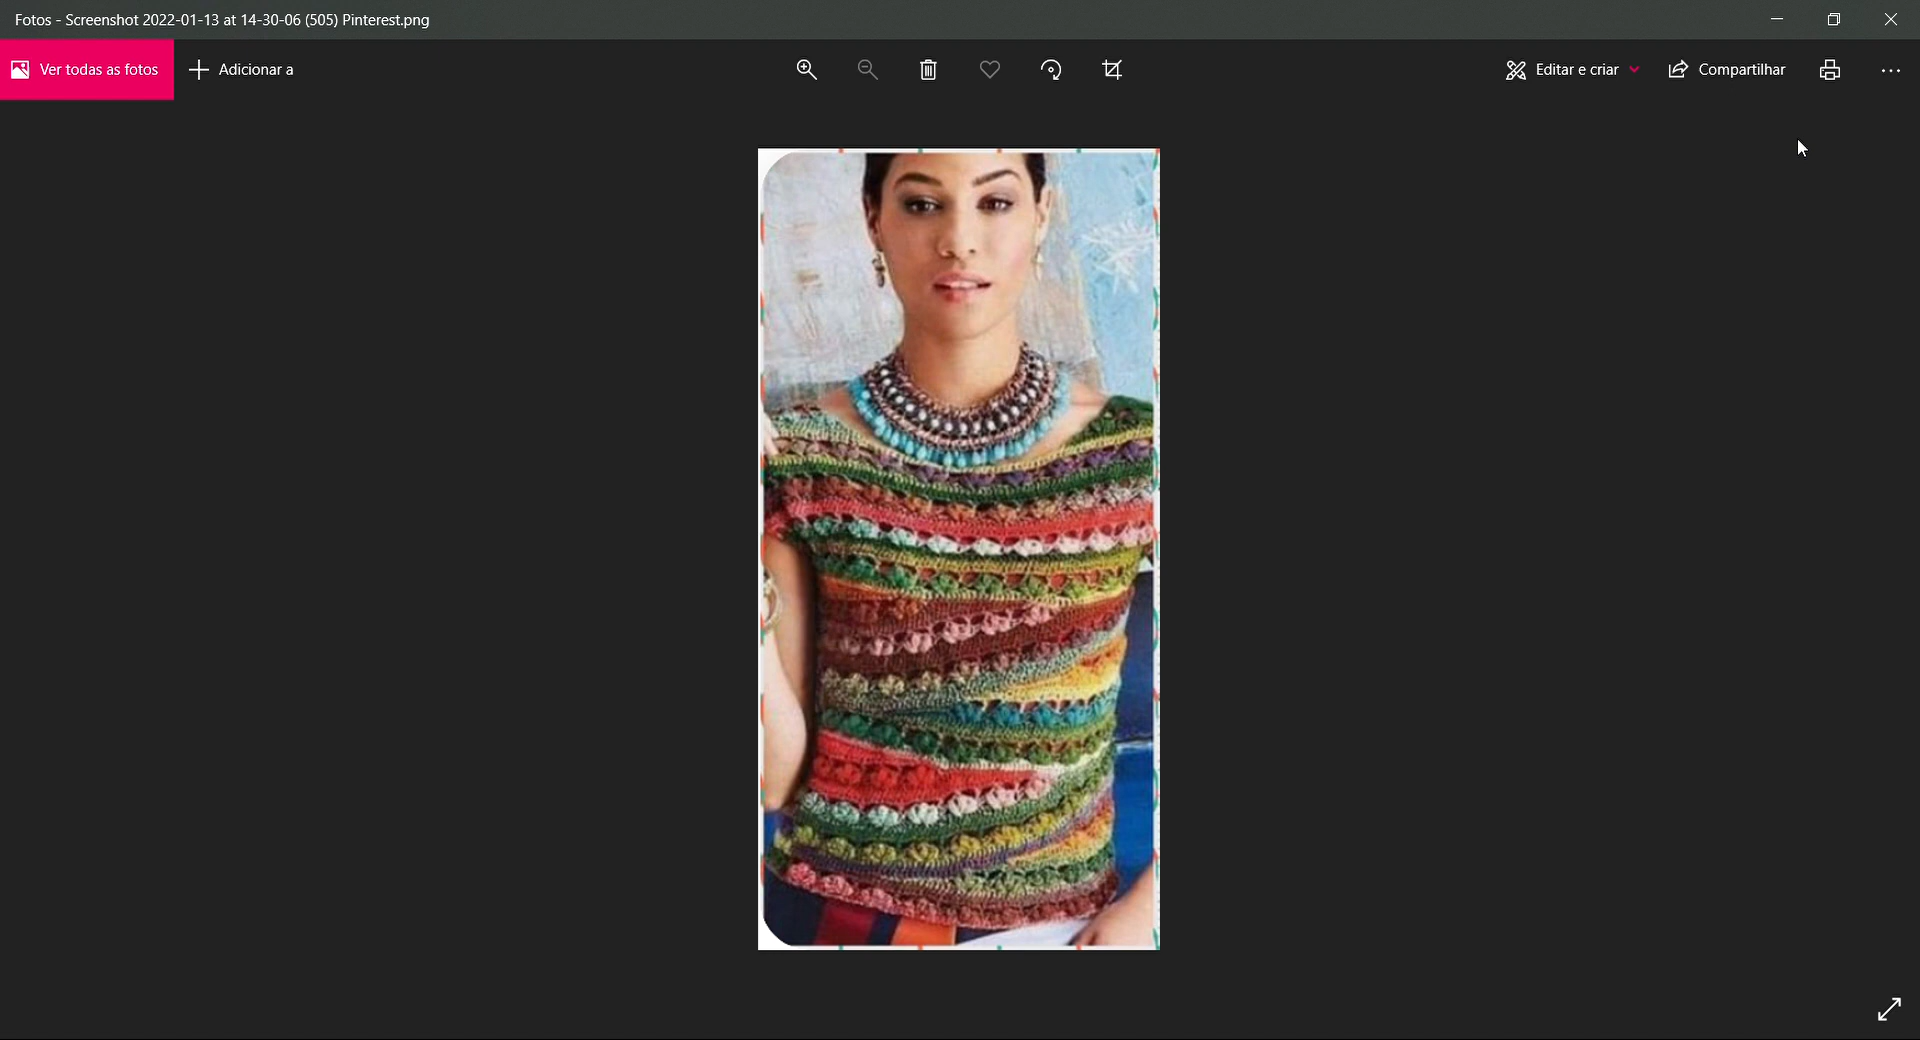 Fotos - Screenshot 2022-01-13 at 14-30-06 (505) Pinterest.png
Ver todas as fotos
Adicionar a
Editar e criar
Compartilhar